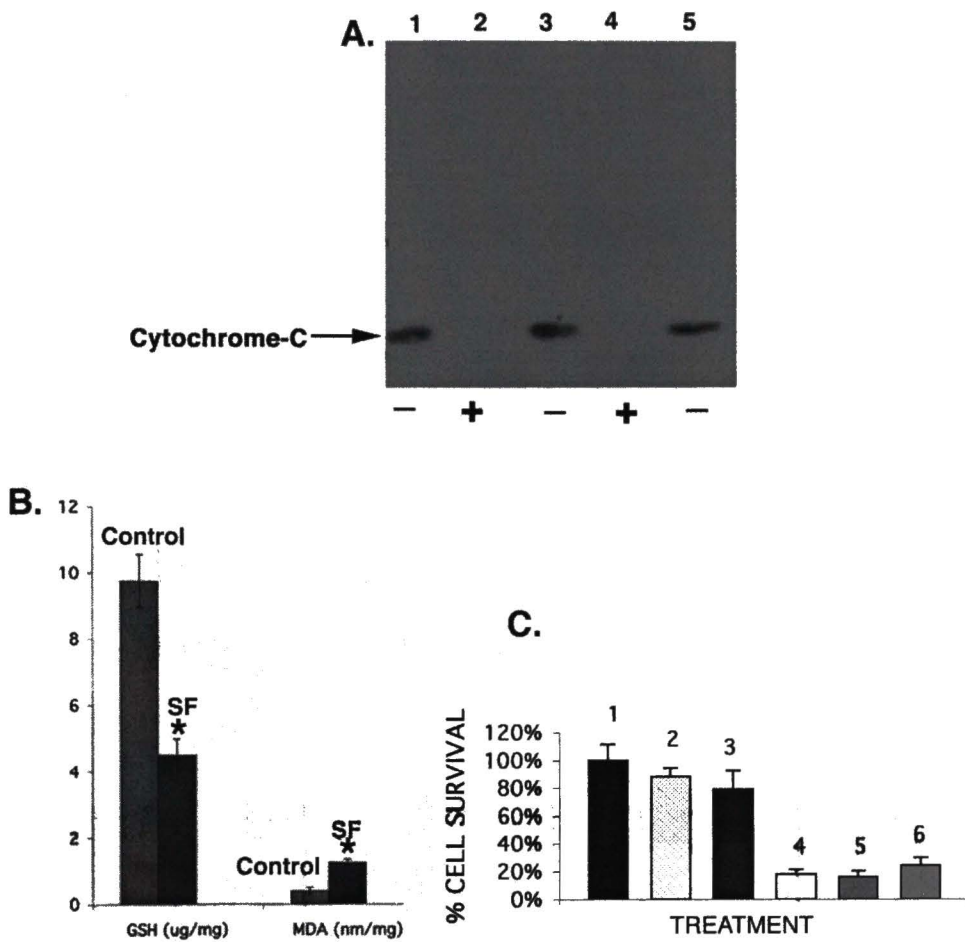 A.
1 2 3 4 5
Cytochrome-C
− + − + −
B.
12
10
8
6
4
2
0
Control
SF
*
Control
SF
*
GSH (ug/mg) MDA (nm/mg)
C.
% CELL SURVIVAL
120%
100%
80%
60%
40%
20%
0%
1 2 3 4 5 6
TREATMENT